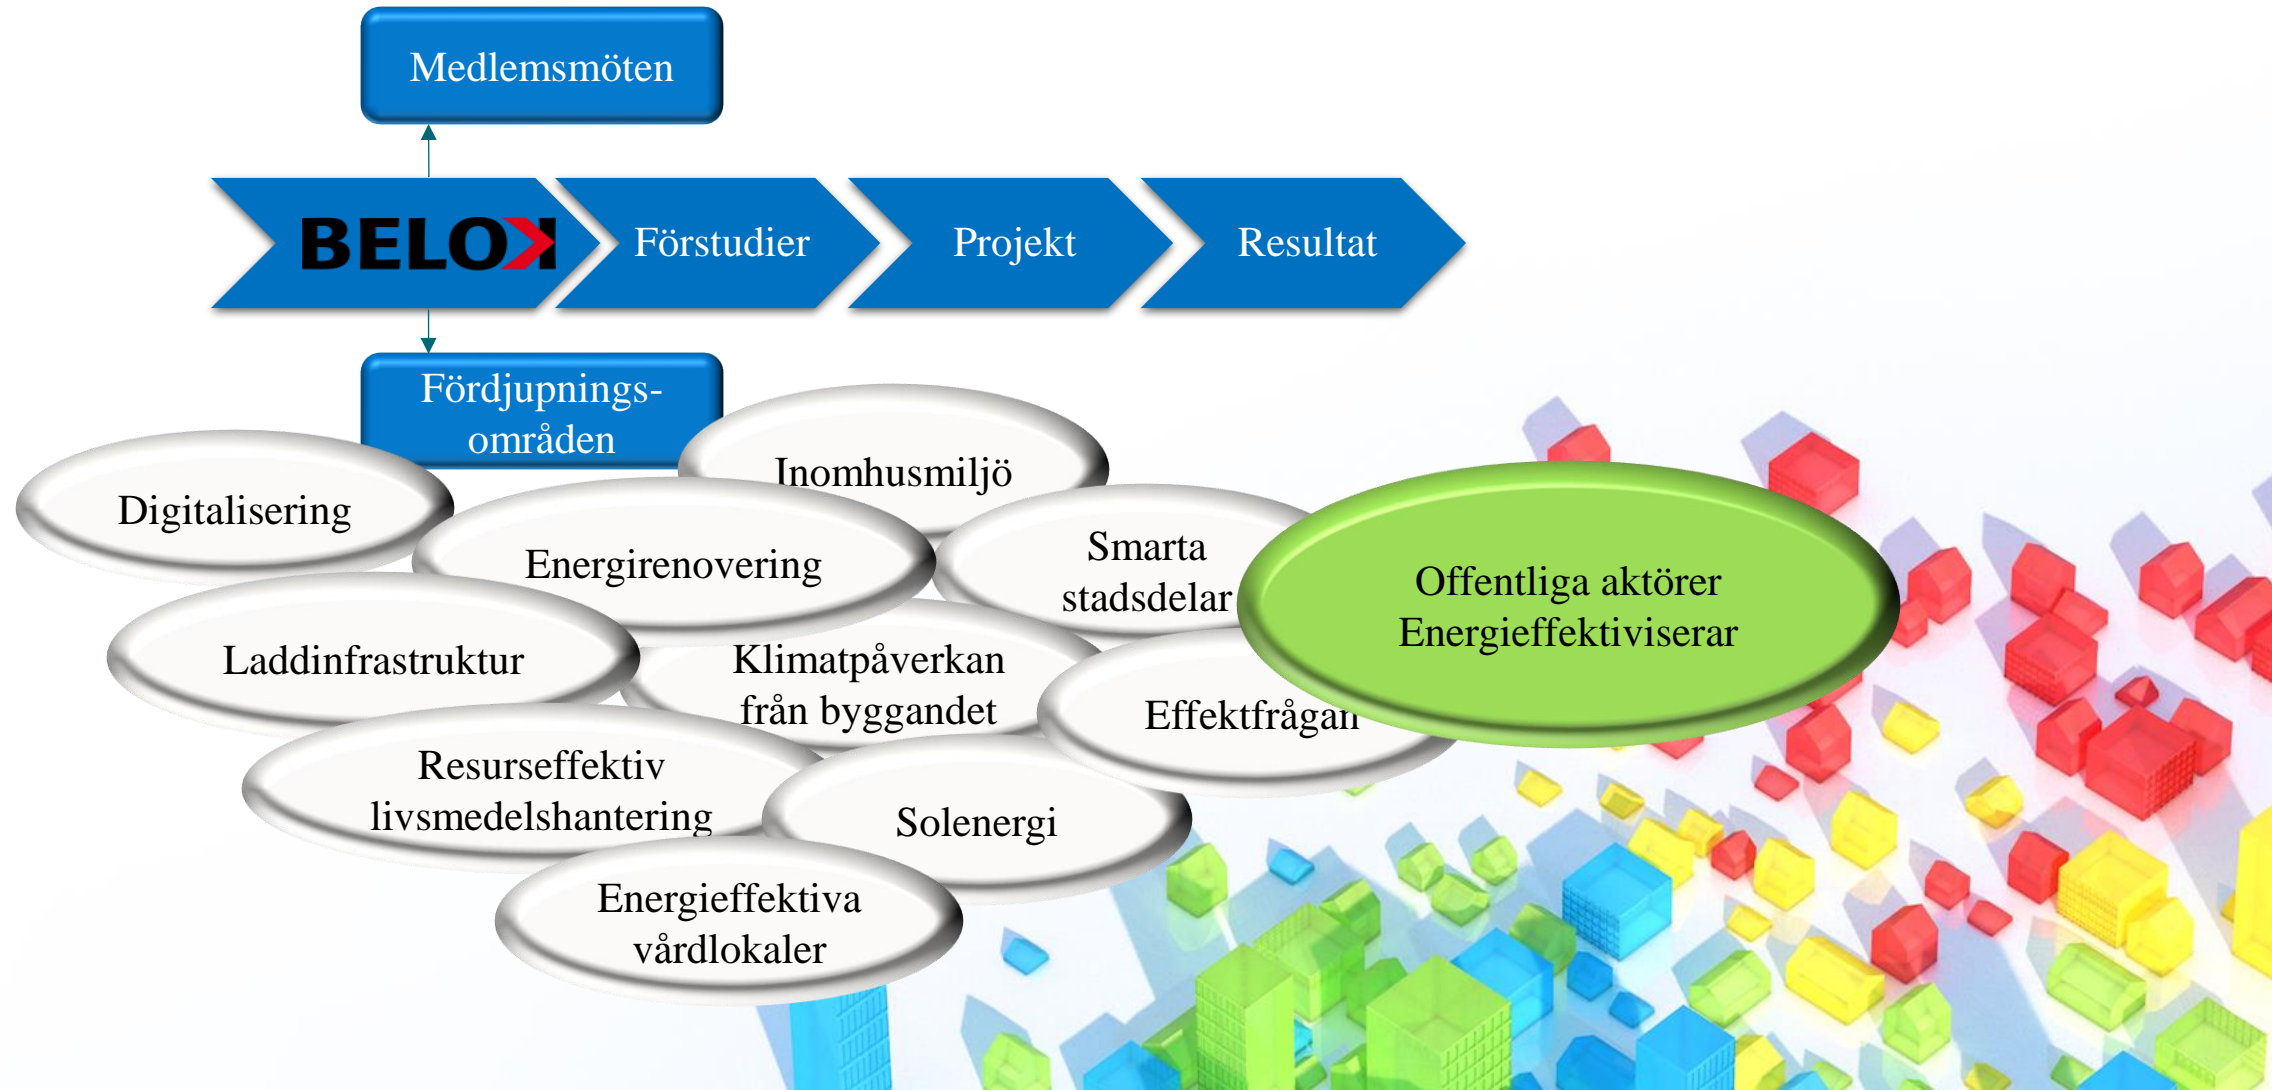 Medlemsmöten
BELOK
Förstudier
Projekt
Resultat
Fördjupnings-
områden
Inomhusmiljö
Digitalisering
Energirenovering
Smarta
stadsdelar
Offentliga aktörer
Energieffektiviserar
Laddinfrastruktur
Klimatpåverkan
från byggandet
Effektfrågan
Resurseffektiv
livsmedelshantering
Solenergi
Energieffektiva
vårdlokaler